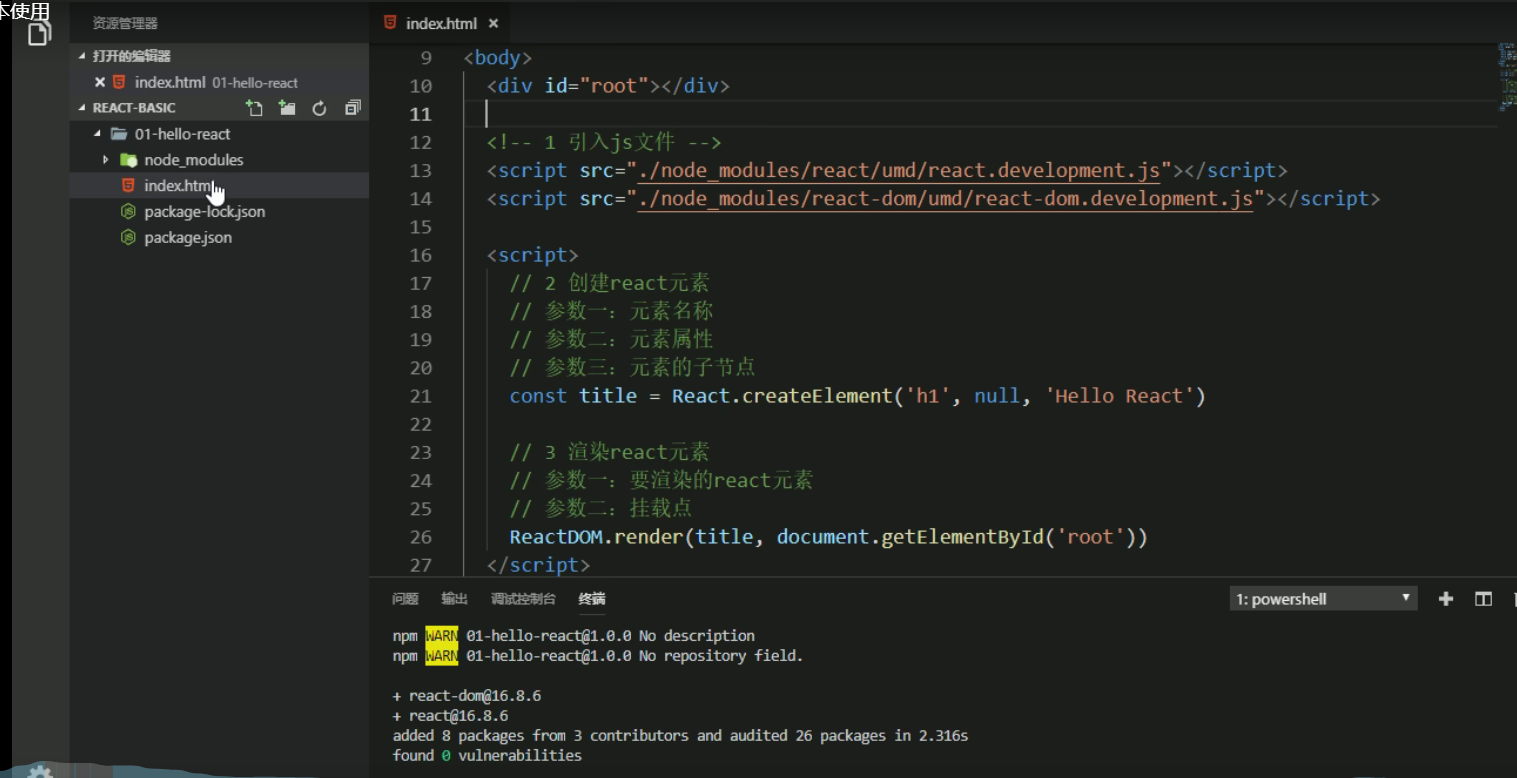 本使用
资源管理器
打开的编辑器
index.html 01-hello-react
REACT-BASIC
01-hello-react
node_modules
index.html
package-lock.json
package.json
index.html
9 <body>
10 <div id="root"></div>
11
12 <!-- 1 引入js文件 -->
13 <script src="./node_modules/react/umd/react.development.js"></script>
14 <script src="./node_modules/react-dom/umd/react-dom.development.js"></script>
15
16 <script>
17 // 2 创建react元素
18 // 参数一：元素名称
19 // 参数二：元素属性
20 // 参数三：元素的子节点
21 const title = React.createElement('h1', null, 'Hello React')
22
23 // 3 渲染react元素
24 // 参数一：要渲染的react元素
25 // 参数二：挂载点
26 ReactDOM.render(title, document.getElementById('root'))
27 </script>
问题 输出 调试控制台 终端
1: powershell
npm WARN 01-hello-react@1.0.0 No description
npm WARN 01-hello-react@1.0.0 No repository field.
+ react-dom@16.8.6
+ react@16.8.6
added 8 packages from 3 contributors and audited 26 packages in 2.316s
found 0 vulnerabilities